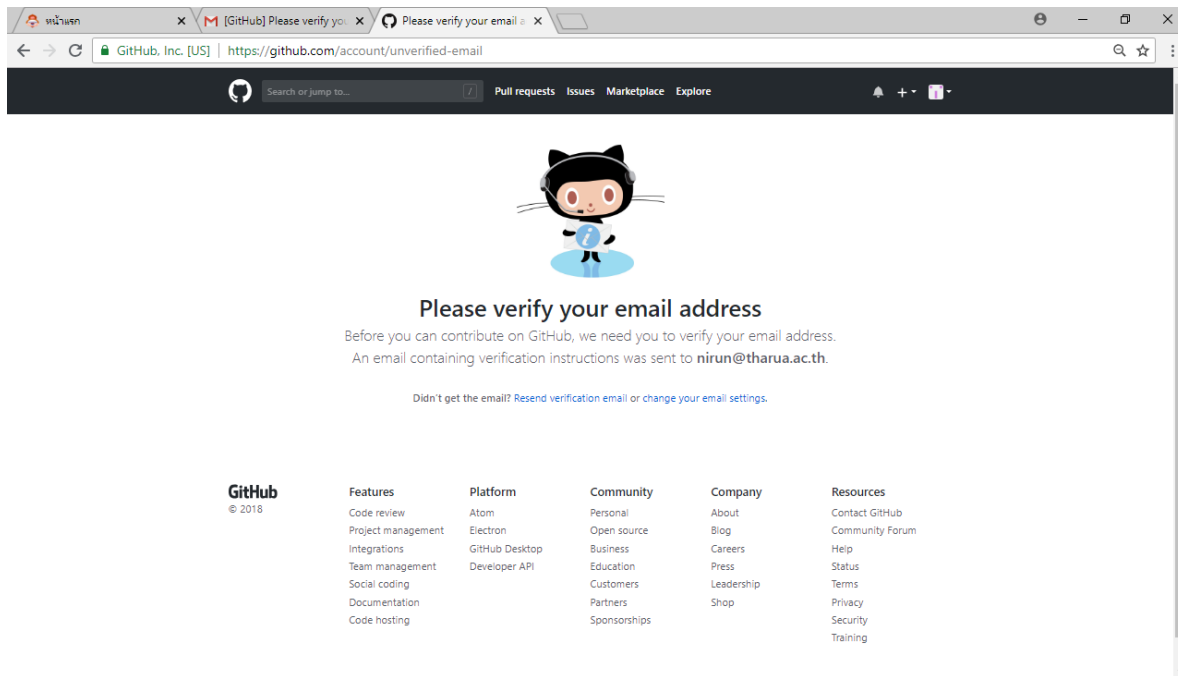 หน้าแรก
[GitHub] Please verify you
Please verify your email a
GitHub, Inc. [US] | https://github.com/account/unverified-email
Search or jump to... / Pull requests Issues Marketplace Explore
i
Please verify your email address
Before you can contribute on GitHub, we need you to verify your email address.
An email containing verification instructions was sent to nirun@tharua.ac.th.
Didn't get the email? Resend verification email or change your email settings.
GitHub
© 2018
Features
Code review
Project management
Integrations
Team management
Social coding
Documentation
Code hosting
Platform
Atom
Electron
GitHub Desktop
Developer API
Community
Personal
Open source
Business
Education
Customers
Partners
Sponsorships
Company
About
Blog
Careers
Press
Leadership
Shop
Resources
Contact GitHub
Community Forum
Help
Status
Terms
Privacy
Security
Training